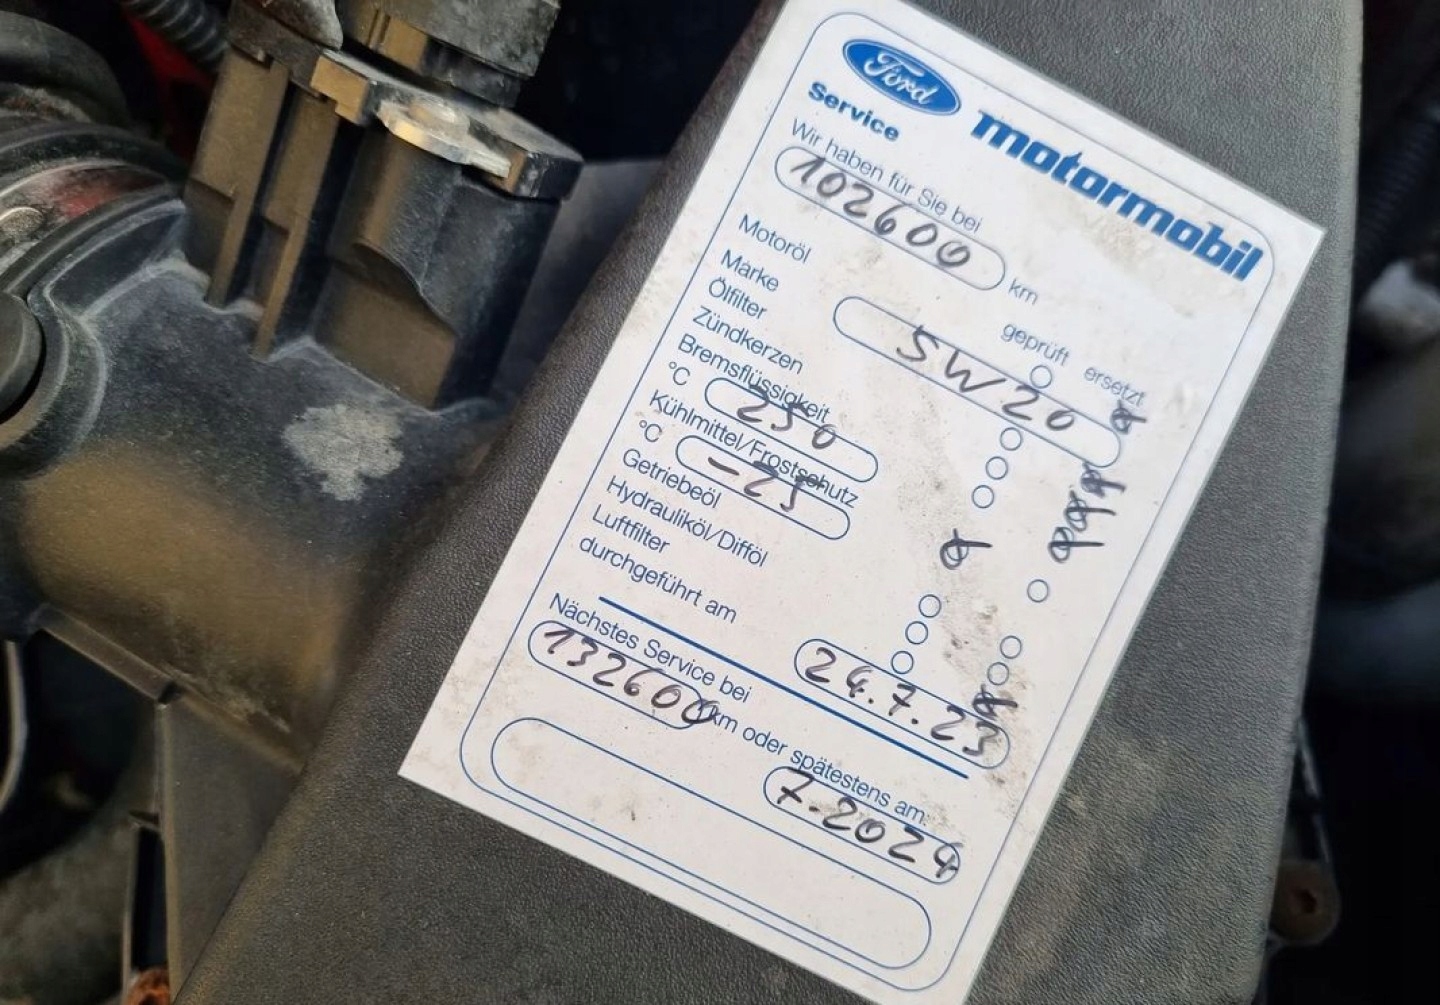 Ford
Service
motormobil
Wir haben für Sie bei
102600 km
geprüft ersetzt
Motoröl
Marke 5W20
Ölfilter
Zündkerzen
Bremsflüssigkeit
°C 250
Kühlmittel/Frostschutz
°C -25
Getriebeöl
Hydrauliköl/Difföl
Luftfilter
durchgeführt am 24.7.23
Nächstes Service bei
132600 km oder spätestens am:
7-2024